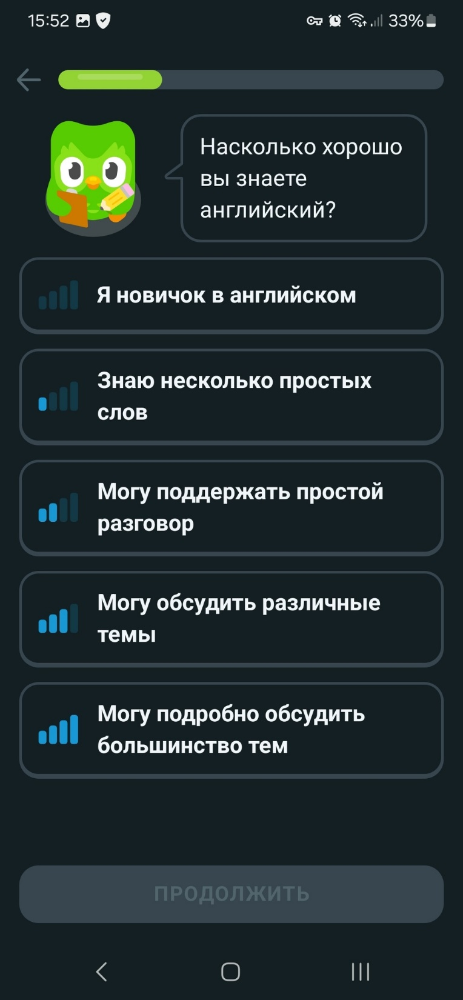 15:52
33%
Насколько хорошо
вы знаете
английский?
Я новичок в английском
Знаю несколько простых
слов
Могу поддержать простой
разговор
Могу обсудить различные
темы
Могу подробно обсудить
большинство тем
ПРОДОЛЖИТЬ